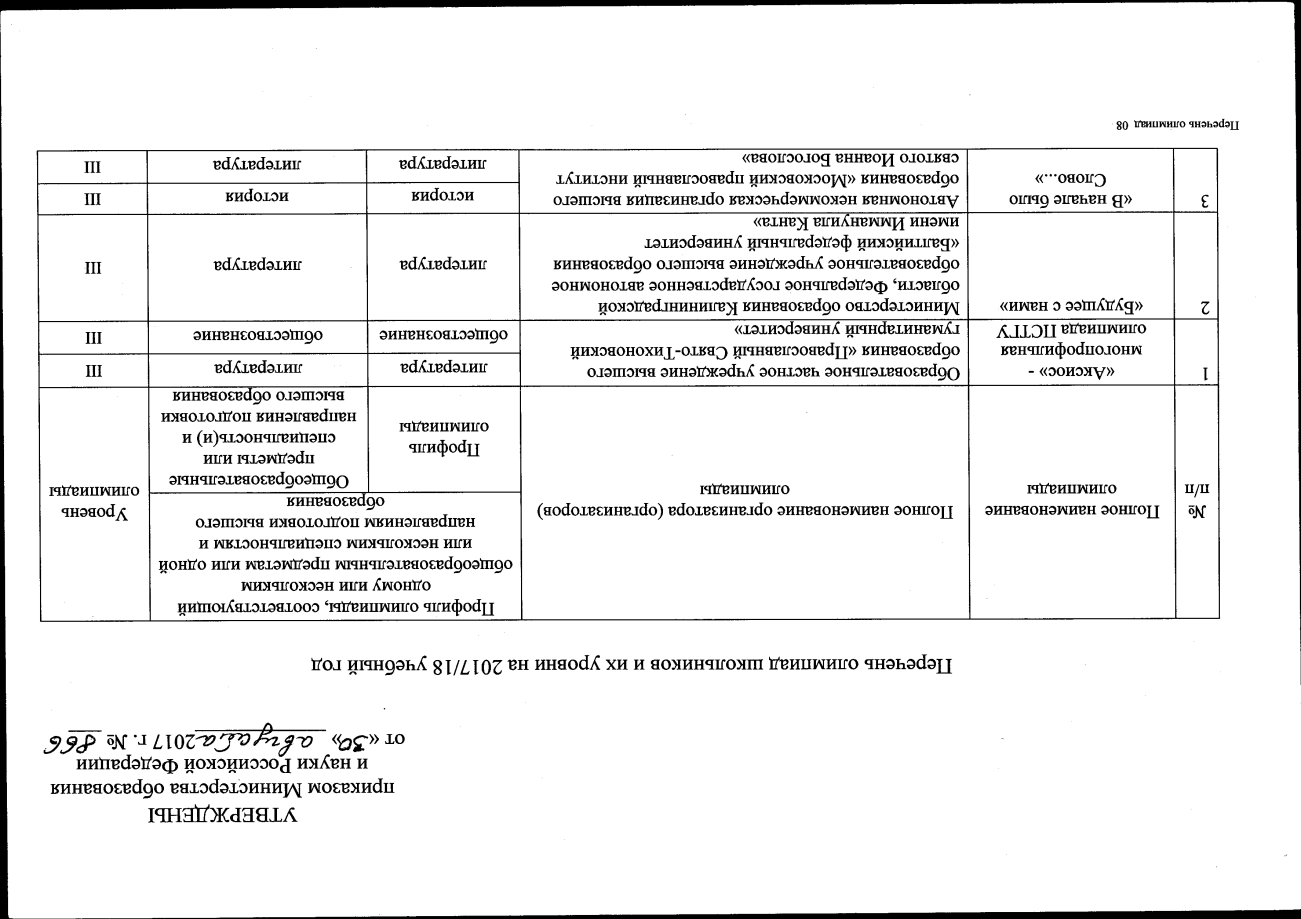 УТВЕРЖДЕНЫ
приказом Министерства образования
и науки Российской Федерации
от «30» августа 2017 г. № 866
Перечень олимпиад школьников и их уровни на 2017/18 учебный год
№
п/п
Полное наименование
олимпиады
Полное наименование организатора (организаторов)
олимпиады
Профиль олимпиады, соответствующий
одному или нескольким
общеобразовательным предметам или одной
или нескольким специальностям и
направлениям подготовки высшего
образования
Профиль
олимпиады
Общеобразовательные
предметы или
специальность(и) и
направления подготовки
высшего образования
Уровень
олимпиады
1
«Аксиос» -
многопрофильная
олимпиада ПСТГУ
Образовательное частное учреждение высшего
образования «Православный Свято-Тихоновский
гуманитарный университет»
литература
литература
III
обществознание
обществознание
III
2
«Будущее с нами»
Министерство образования Калининградской
области, Федеральное государственное автономное
образовательное учреждение высшего образования
«Балтийский федеральный университет
имени Иммануила Канта»
литература
литература
III
3
«В начале было
Слово...»
Автономная некоммерческая организация высшего
образования «Московский православный институт
святого Иоанна Богослова»
история
история
III
литература
литература
III
Перечень олимпиад 08